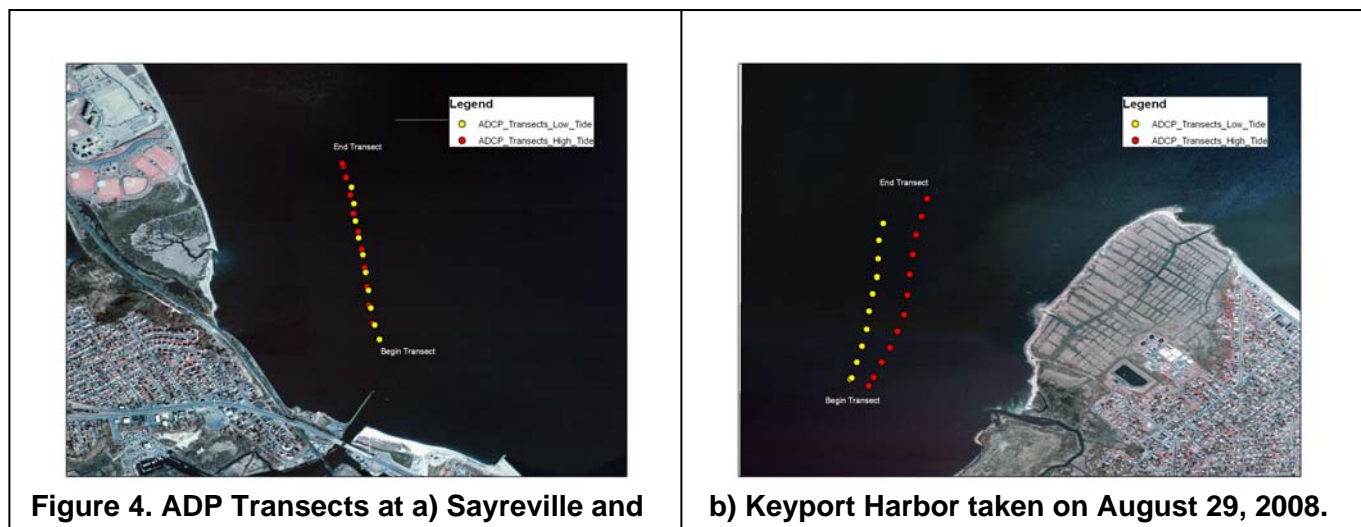 Legend
ADCP_Transects_Low_Tide
ADCP_Transects_High_Tide
End Transect
Begin Transect
Legend
ADCP_Transects_Low_Tide
ADCP_Transects_High_Tide
End Transect
Begin Transect
Figure 4. ADP Transects at a) Sayreville and
b) Keyport Harbor taken on August 29, 2008.